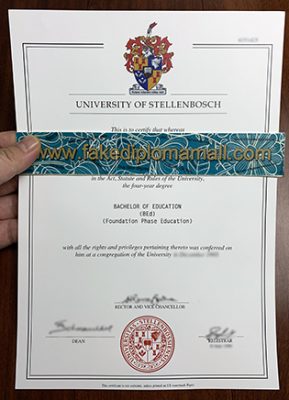 UNIVERSITY OF STELLENBOSCH
This is to certify that whereas
www.fakediplomamall.com
in the Act, Statute and Rules of the University,
the four-year degree
BACHELOR OF EDUCATION
(BEd)
(Foundation Phase Education)
with all the rights and privileges pertaining thereto was conferred on
him at a congregation of the University
RECTOR AND VICE CHANCELLOR
DEAN
REGISTRAR